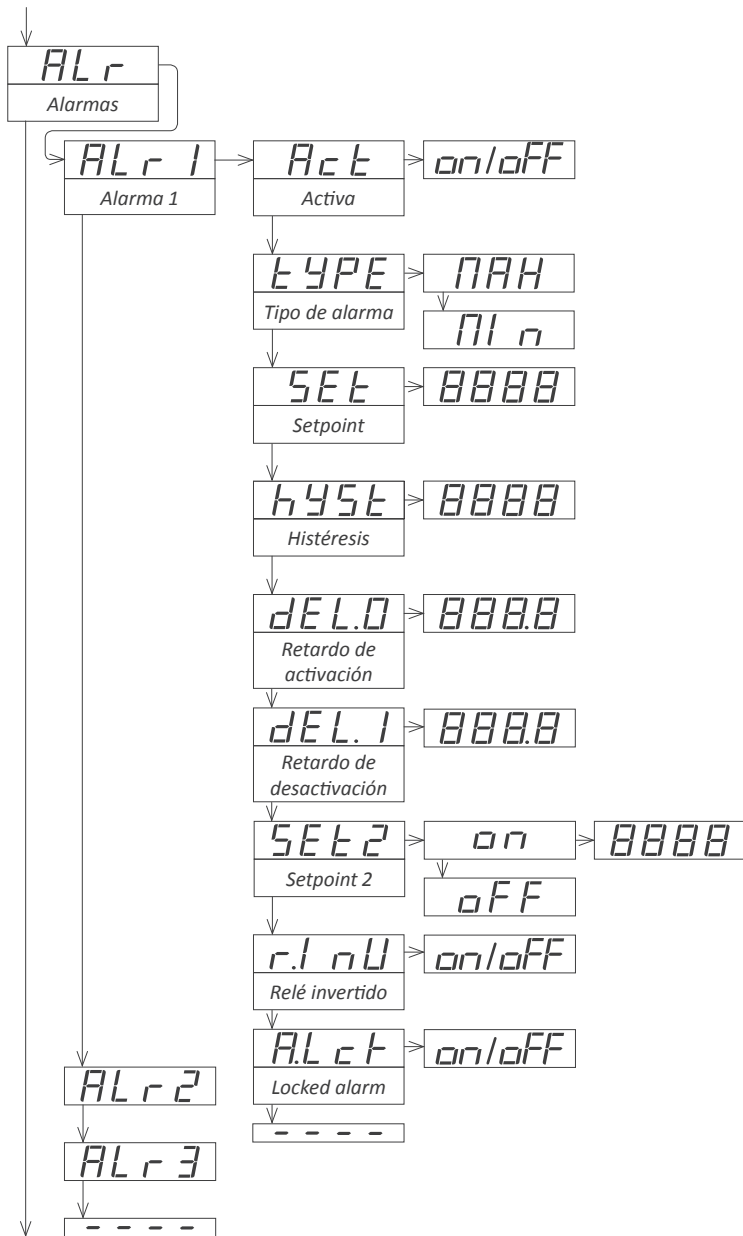 ALr
Alarmas
ALr 1
Alarma 1
Act
Activa
on/oFF
tYPE
Tipo de alarma
MAX
MIn
SEt
Setpoint
8888
hYSt
Histéresis
8888
dEL.0
Retardo de
activación
888.8
dEL.1
Retardo de
desactivación
888.8
SEt2
Setpoint 2
on
8888
oFF
r.InV
Relé invertido
on/oFF
A.Lck
Locked alarm
on/oFF
- - - -
ALr2
ALr3
- - - -